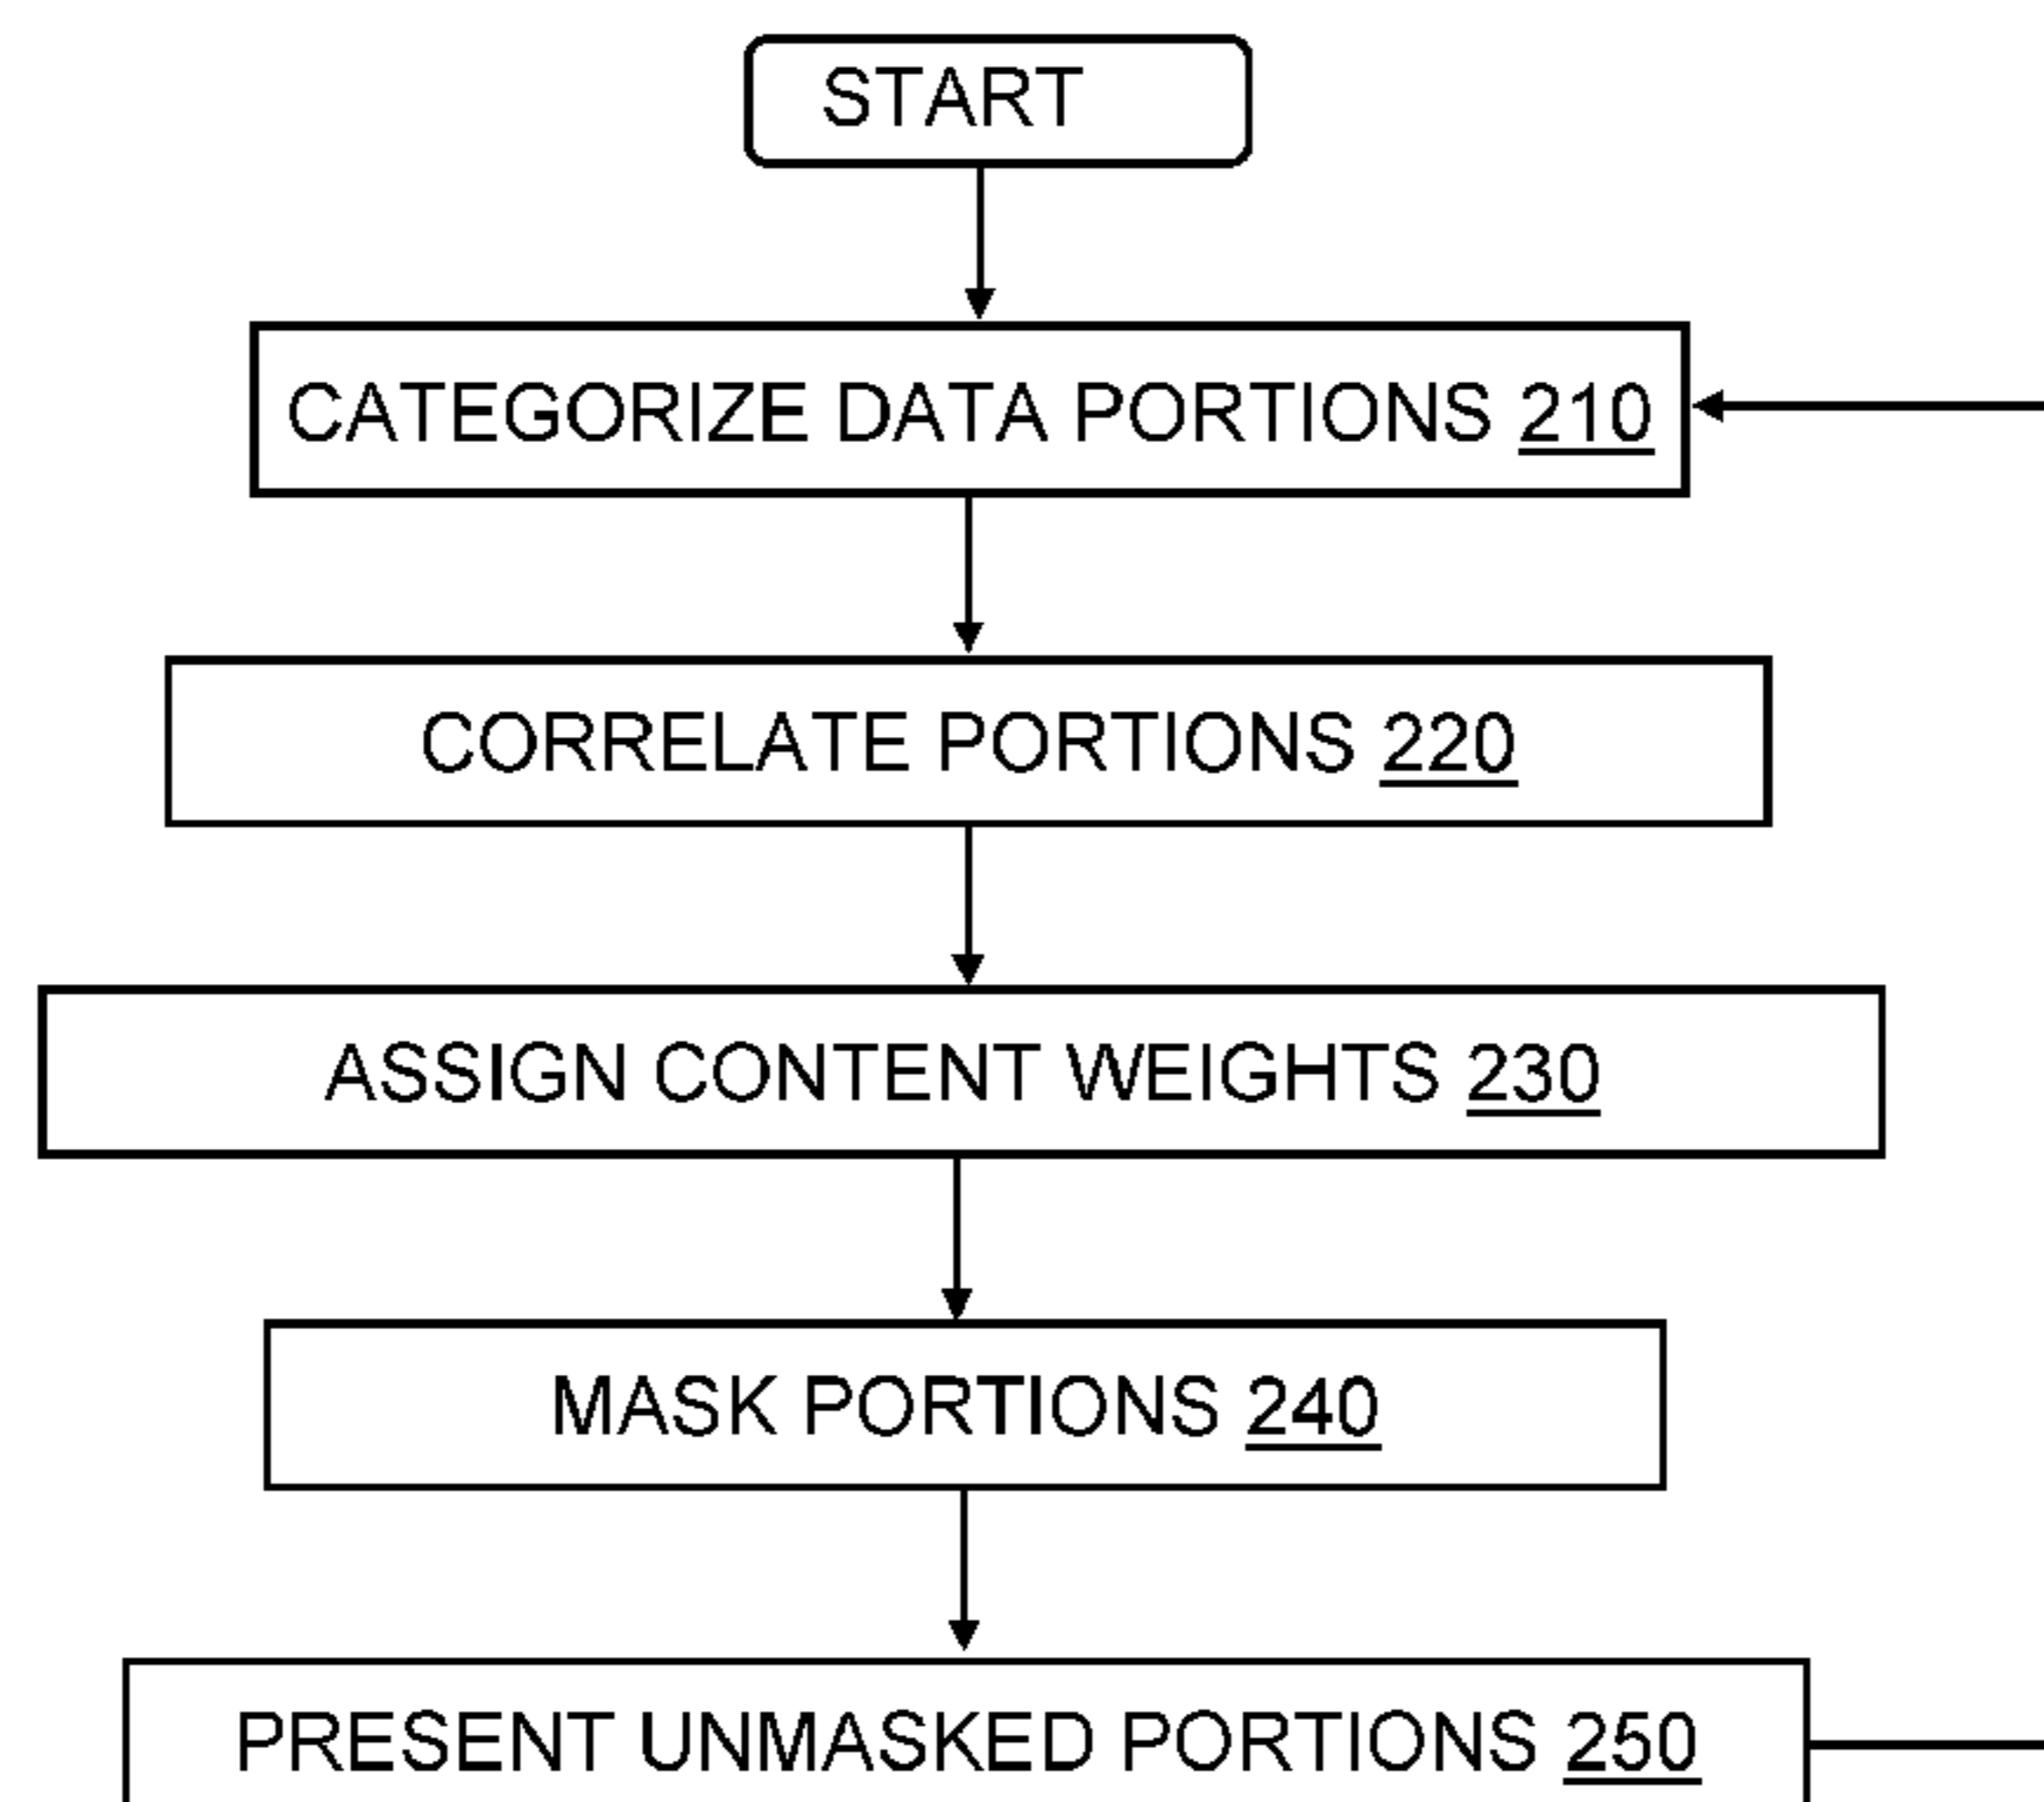 START
CATEGORIZE DATA PORTIONS 210
CORRELATE PORTIONS 220
ASSIGN CONTENT WEIGHTS 230
MASK PORTIONS 240
PRESENT UNMASKED PORTIONS 250